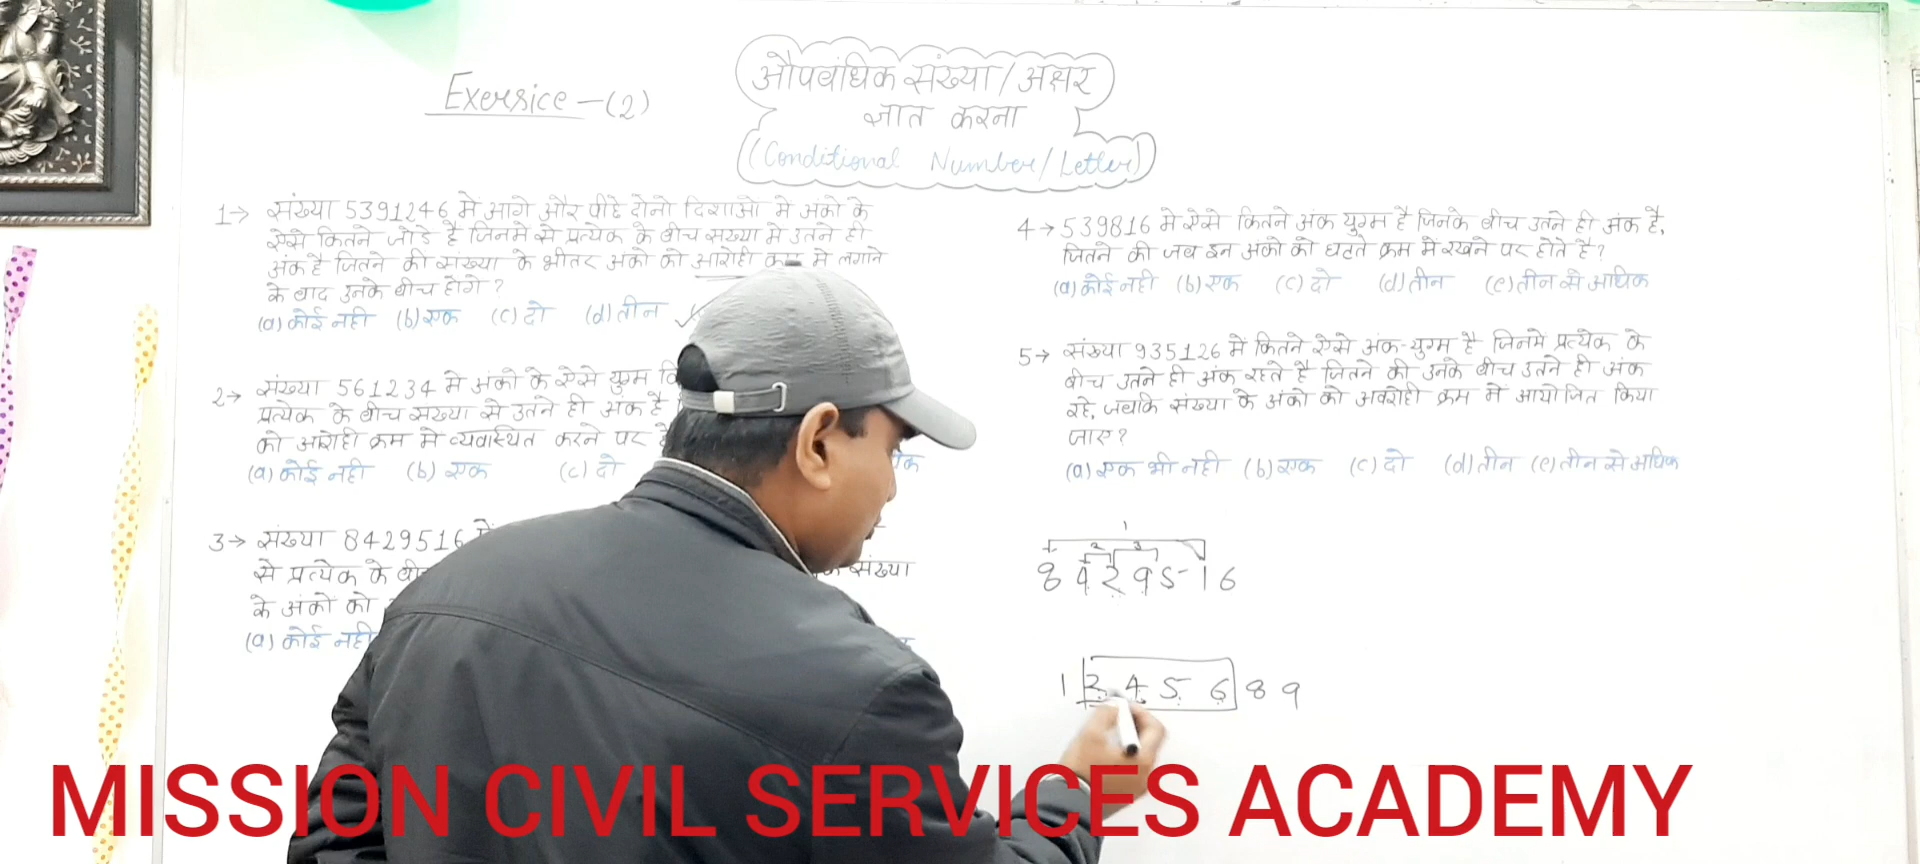 Exersice -(2)
औपबंधिक संख्या/अक्षर
ज्ञात करना
(Conditional Number/Letter)
1→ संख्या 5391246 में आगे और पीछे दोनो दिशाओ मे अंको के
ऐसे कितने जोडे है जिनमे से प्रत्येक के बीच संख्या मे उतने ही
अंक है जितने की संख्या के भीतर अंको को आरोही क्रम मे लगाने
के बाद उनके बीच होगे ?
(a) कोई नही (b) एक (c) दो (d) तीन
2→ संख्या 561234 मे अंको के ऐसे युग्म
प्रत्येक के बीच संख्या से उतने ही अंक है
को आरोही क्रम मे व्यवस्थित करने पर
(a) कोई नही (b) एक (c) दो
3→ संख्या 8429516 में
से प्रत्येक के संख्या
के अंको को
(a) कोई नही
4→ 539816 मे ऐसे कितने अंक युग्म है जिनके बीच उतने ही अंक है,
जितने की जब इन अंको को घटते क्रम मे रखने पर होते है ?
(a) कोई नही (b) एक (c) दो (d) तीन (e) तीन से अधिक
5→ संख्या 935126 में कितने ऐसे अंक-युग्म है जिनमे प्रत्येक के
बीच उतने ही अंक रहते है जितने की उनके बीच उतने ही अंक
रहे, जबकि संख्या के अंको को अवरोही क्रम मे आयोजित किया
जाए ?
(a) एक भी नही (b) एक (c) दो (d) तीन (e) तीन से अधिक
8 4 2 9 5 1 6
1 2 4 5 6 8 9
MISSION CIVIL SERVICES ACADEMY